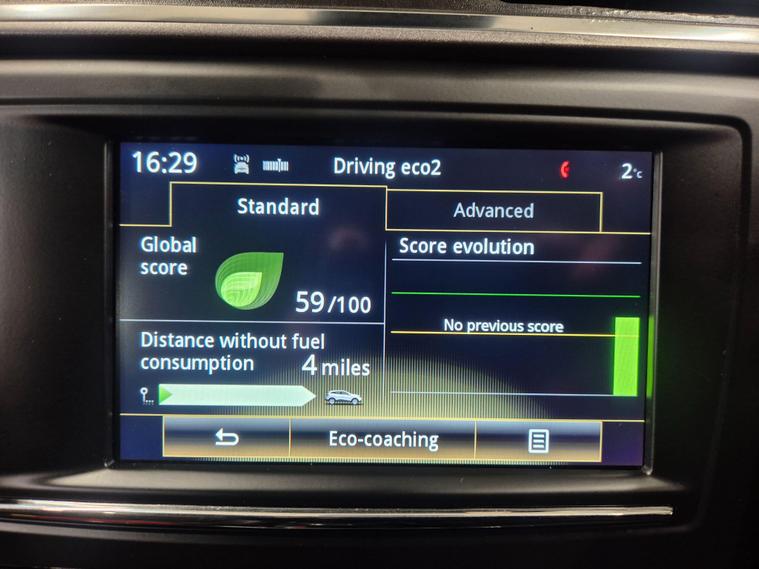 16:29
Driving eco2
2°C
Standard
Advanced
Global
score
59/100
Score evolution
No previous score
Distance without fuel
consumption
4 miles
Eco-coaching